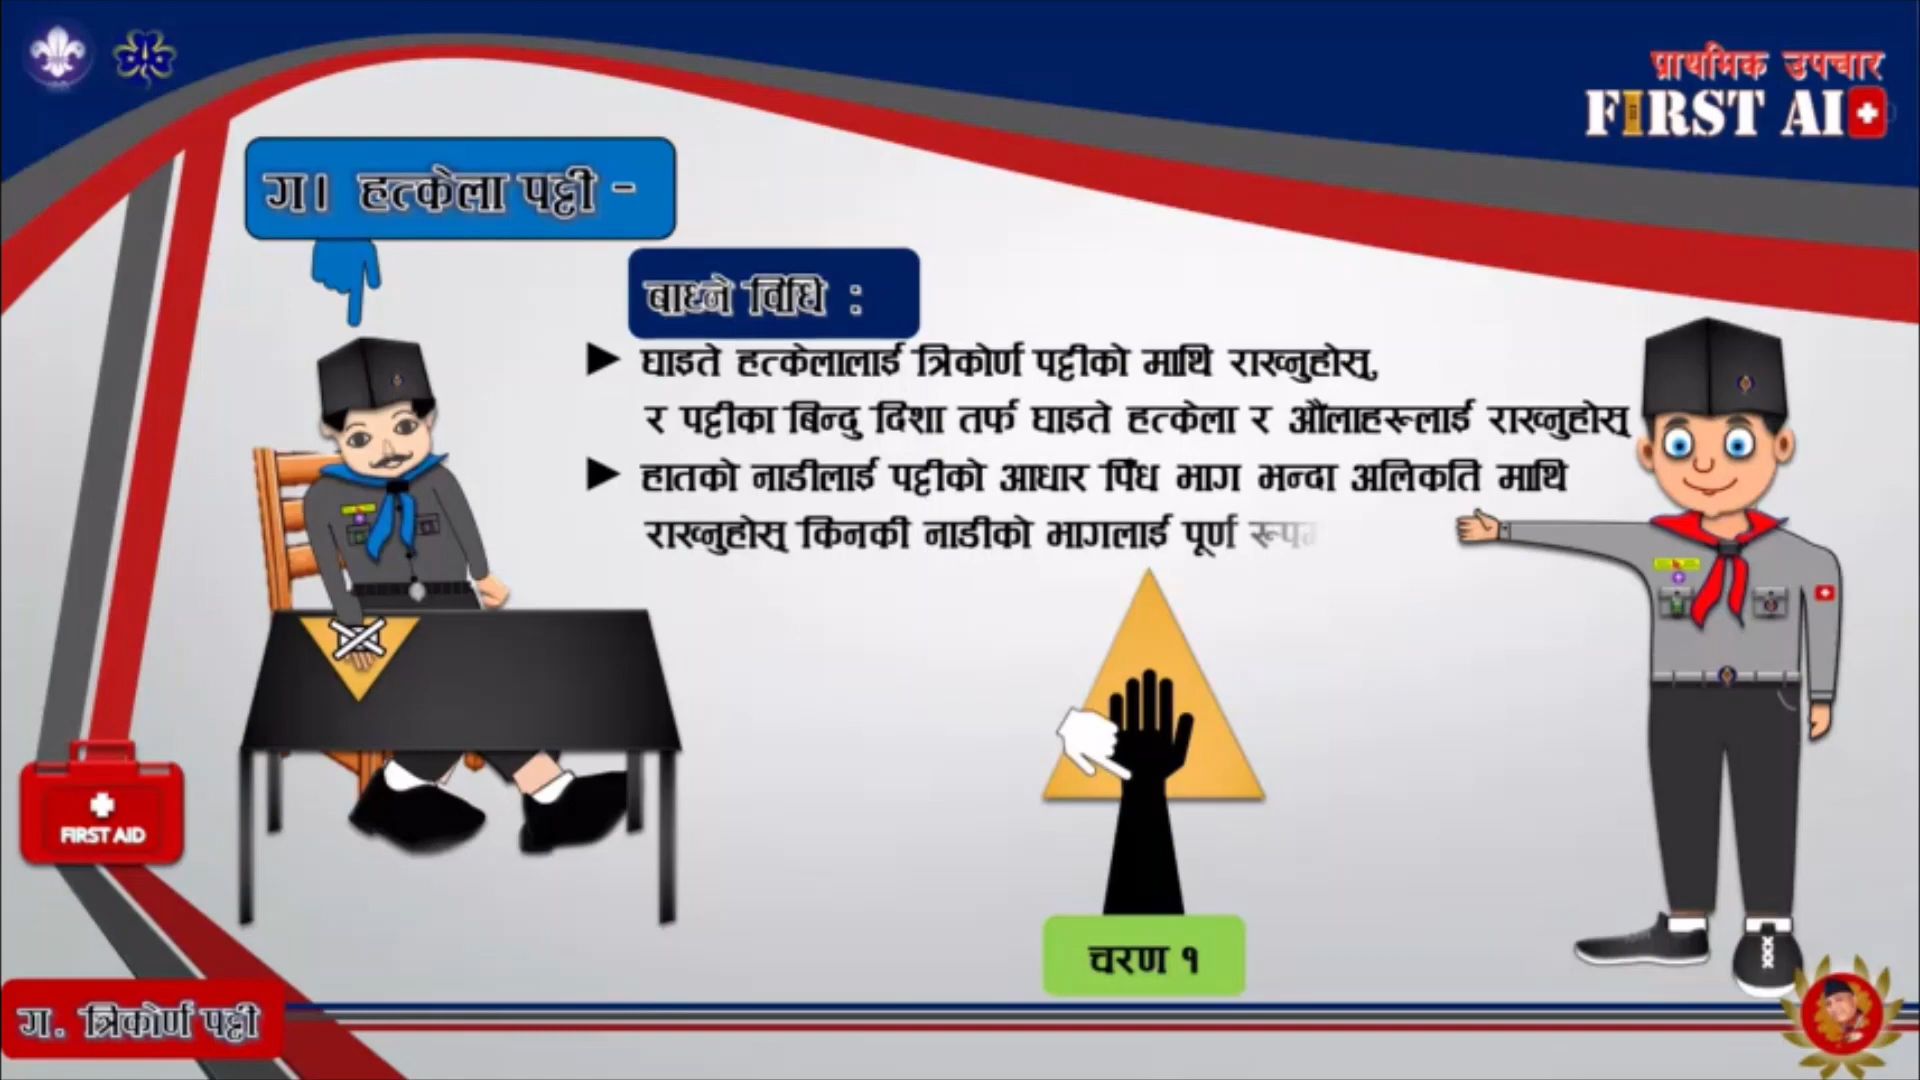 प्राथमिक उपचार
FIRST AID
ग। हत्केला पट्टी -
बाध्ने विधि :
घाइते हत्केलालाई त्रिकोर्ण पट्टीको माथि राख्नुहोस्,
र पट्टीका बिन्दु दिशा तर्फ घाइते हत्केला र औंलाहरूलाई राख्नुहोस्
हातको नाडीलाई पट्टीको आधार पिँध भाग भन्दा अलिकति माथि
राख्नुहोस् किनकी नाडीको भागलाई पूर्ण
FIRST AID
चरण १
ग. त्रिकोर्ण पट्टी